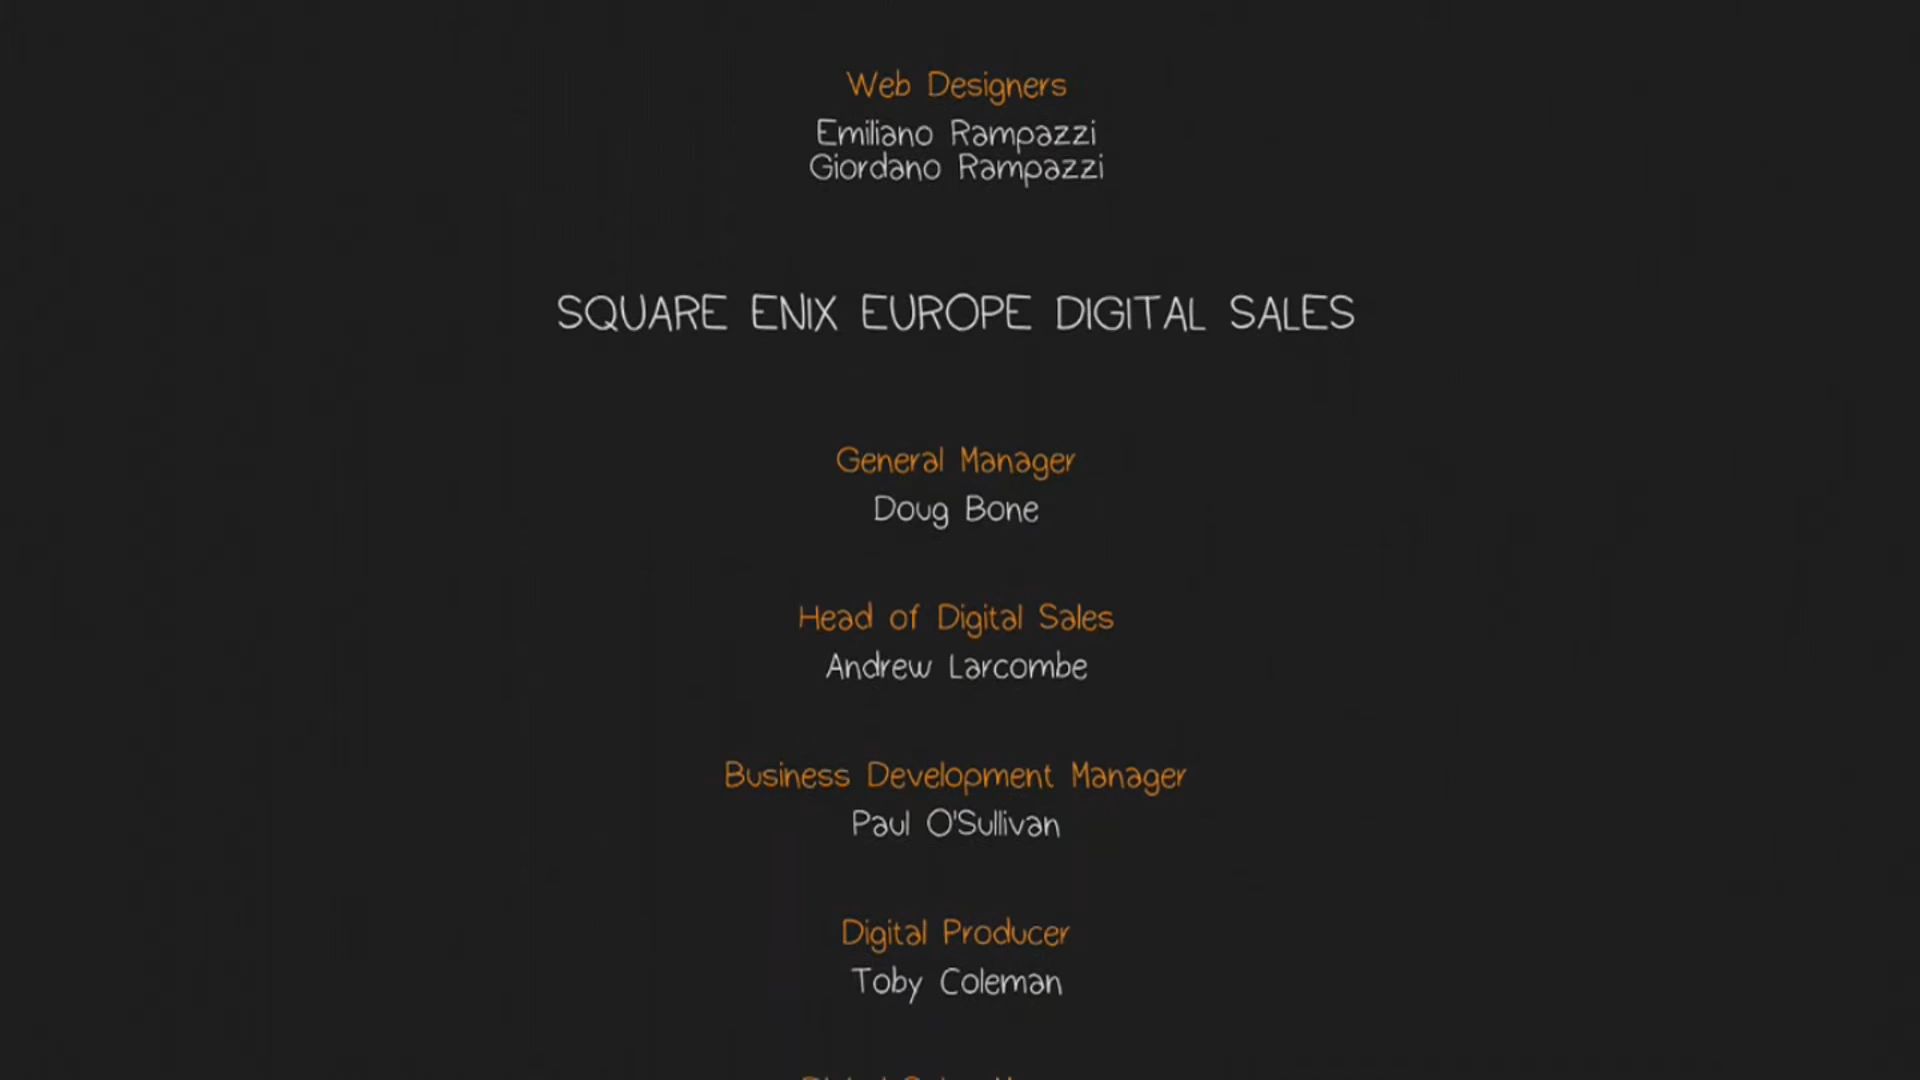 Web Designers
Emiliano Rampazzi
Giordano Rampazzi
SQUARE ENIX EUROPE DIGITAL SALES
General Manager
Doug Bone
Head of Digital Sales
Andrew Larcombe
Business Development Manager
Paul O'Sullivan
Digital Producer
Toby Coleman